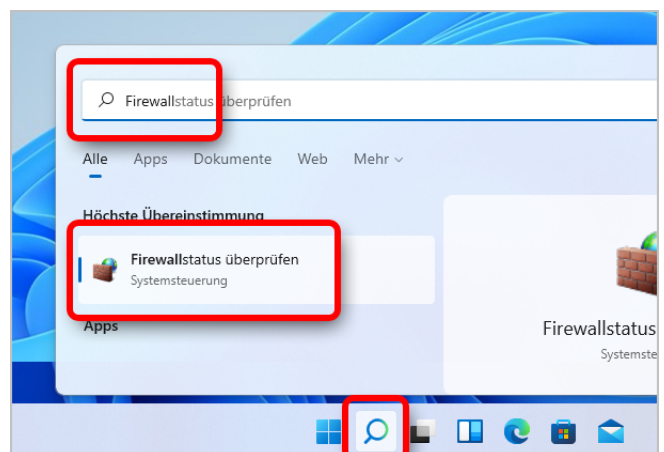 Firewallstatus überprüfen
Alle Apps Dokumente Web Mehr
Höchste Übereinstimmung
Firewallstatus überprüfen
Systemsteuerung
Apps
Firewallstatus
Systemste